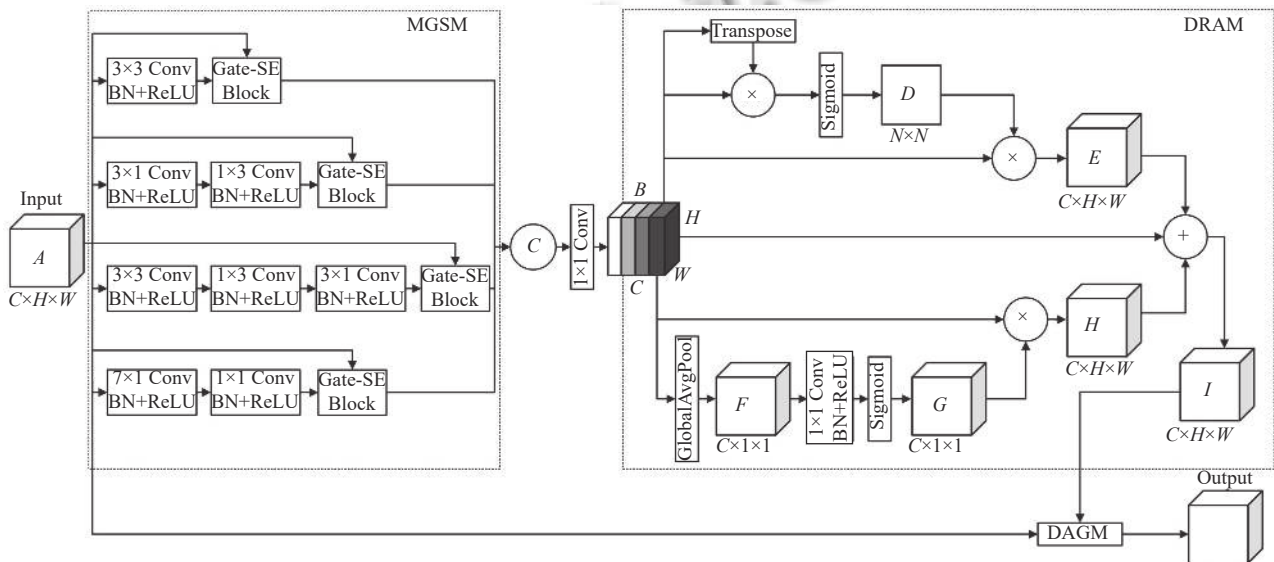 MGSM
3×3 Conv
BN+ReLU
Gate-SE
Block
3×1 Conv
BN+ReLU
1×3 Conv
BN+ReLU
Gate-SE
Block
Input
A
C×H×W
3×3 Conv
BN+ReLU
1×3 Conv
BN+ReLU
3×1 Conv
BN+ReLU
Gate-SE
Block
7×1 Conv
BN+ReLU
1×1 Conv
BN+ReLU
Gate-SE
Block
C
1×1 Conv
DRAM
Transpose
×
Sigmoid
D
N×N
×
E
C×H×W
B
H
W
C
+
×
H
C×H×W
GlobalAvgPool
F
C×1×1
1×1 Conv
BN+ReLU
Sigmoid
G
C×1×1
I
C×H×W
DAGM
Output